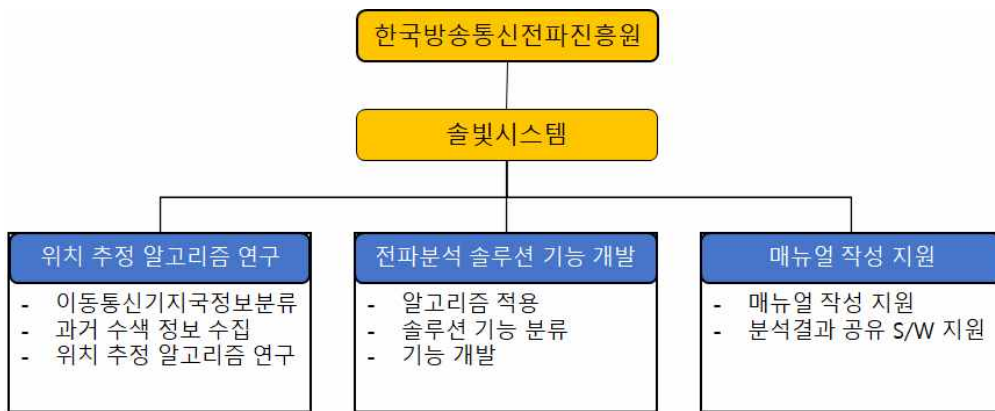 한국방송통신전파진흥원
솔빛시스템
위치 추정 알고리즘 연구
- 이동통신기지국정보분류
- 과거 수색 정보 수집
- 위치 추정 알고리즘 연구
전파분석 솔루션 기능 개발
- 알고리즘 적용
- 솔루션 기능 분류
- 기능 개발
매뉴얼 작성 지원
- 매뉴얼 작성 지원
- 분석결과 공유 S/W 지원